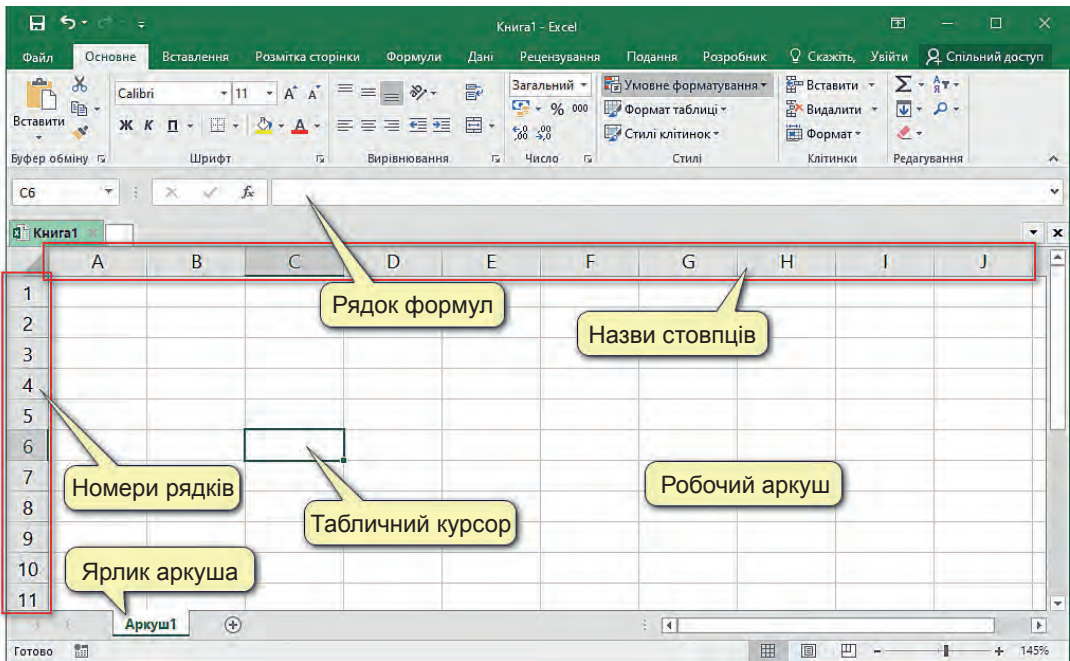 Книга1 - Excel
Файл Основне Вставлення Розмітка сторінки Формули Дані Рецензування Подання Розробник Скажіть, Увійти Спільний доступ
Calibri 11 Загальний Умовне форматування Вставити
Вставити Ж К П % 000 Формат таблиці Видалити
Стилі клітинок Формат
Буфер обміну Шрифт Вирівнювання Число Стилі Клітинки Редагування
C6 fx
Книга1
A B C D E F G H I J
1
Рядок формул
2
Назви стовпців
3
4
5
6
7
Номери рядків
Робочий аркуш
8
Табличний курсор
9
10
Ярлик аркуша
11
Аркуш1
Готово 145%